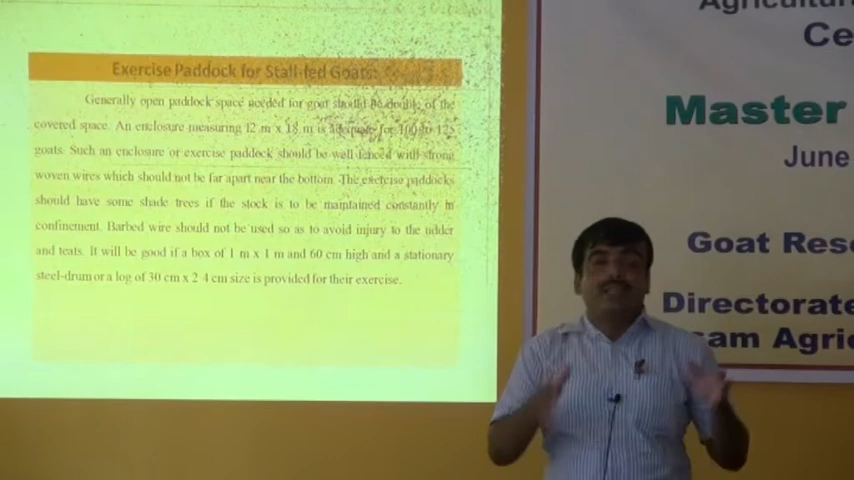 Exercise Paddock for Stall-fed Goats:
Generally open paddock space needed for goat should be double of the
covered space. An enclosure measuring 12 m x 18 m is adequate for 100 to 125
goats. Such an enclosure or exercise paddock should be well fenced with strong
woven wires which should not be far apart near the bottom. The exercise paddocks
should have some shade trees if the stock is to be maintained constantly in
confinement. Barbed wire should not be used so as to avoid injury to the udder
and teats. It will be good if a box of 1 m x 1 m and 60 cm high and a stationary
steel-drum or a log of 30 cm x 2-4 cm size is provided for their exercise.
Agricultur
Ce
Master
June
Goat Rese
Directorate
sam Agric